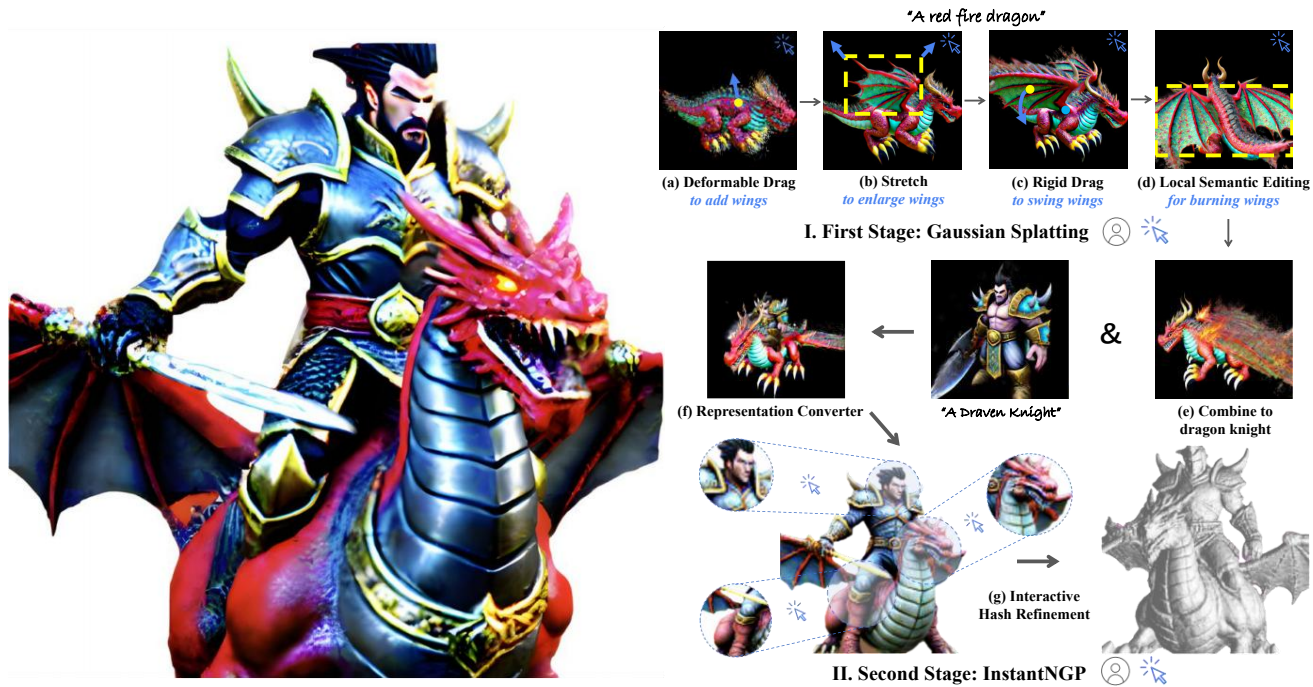 "A red fire dragon"
(a) Deformable Drag
to add wings
(b) Stretch
to enlarge wings
(c) Rigid Drag
to swing wings
(d) Local Semantic Editing
for burning wings
I. First Stage: Gaussian Splatting
&
(f) Representation Converter
"A Draven Knight"
(e) Combine to
dragon knight
(g) Interactive
Hash Refinement
II. Second Stage: InstantNGP